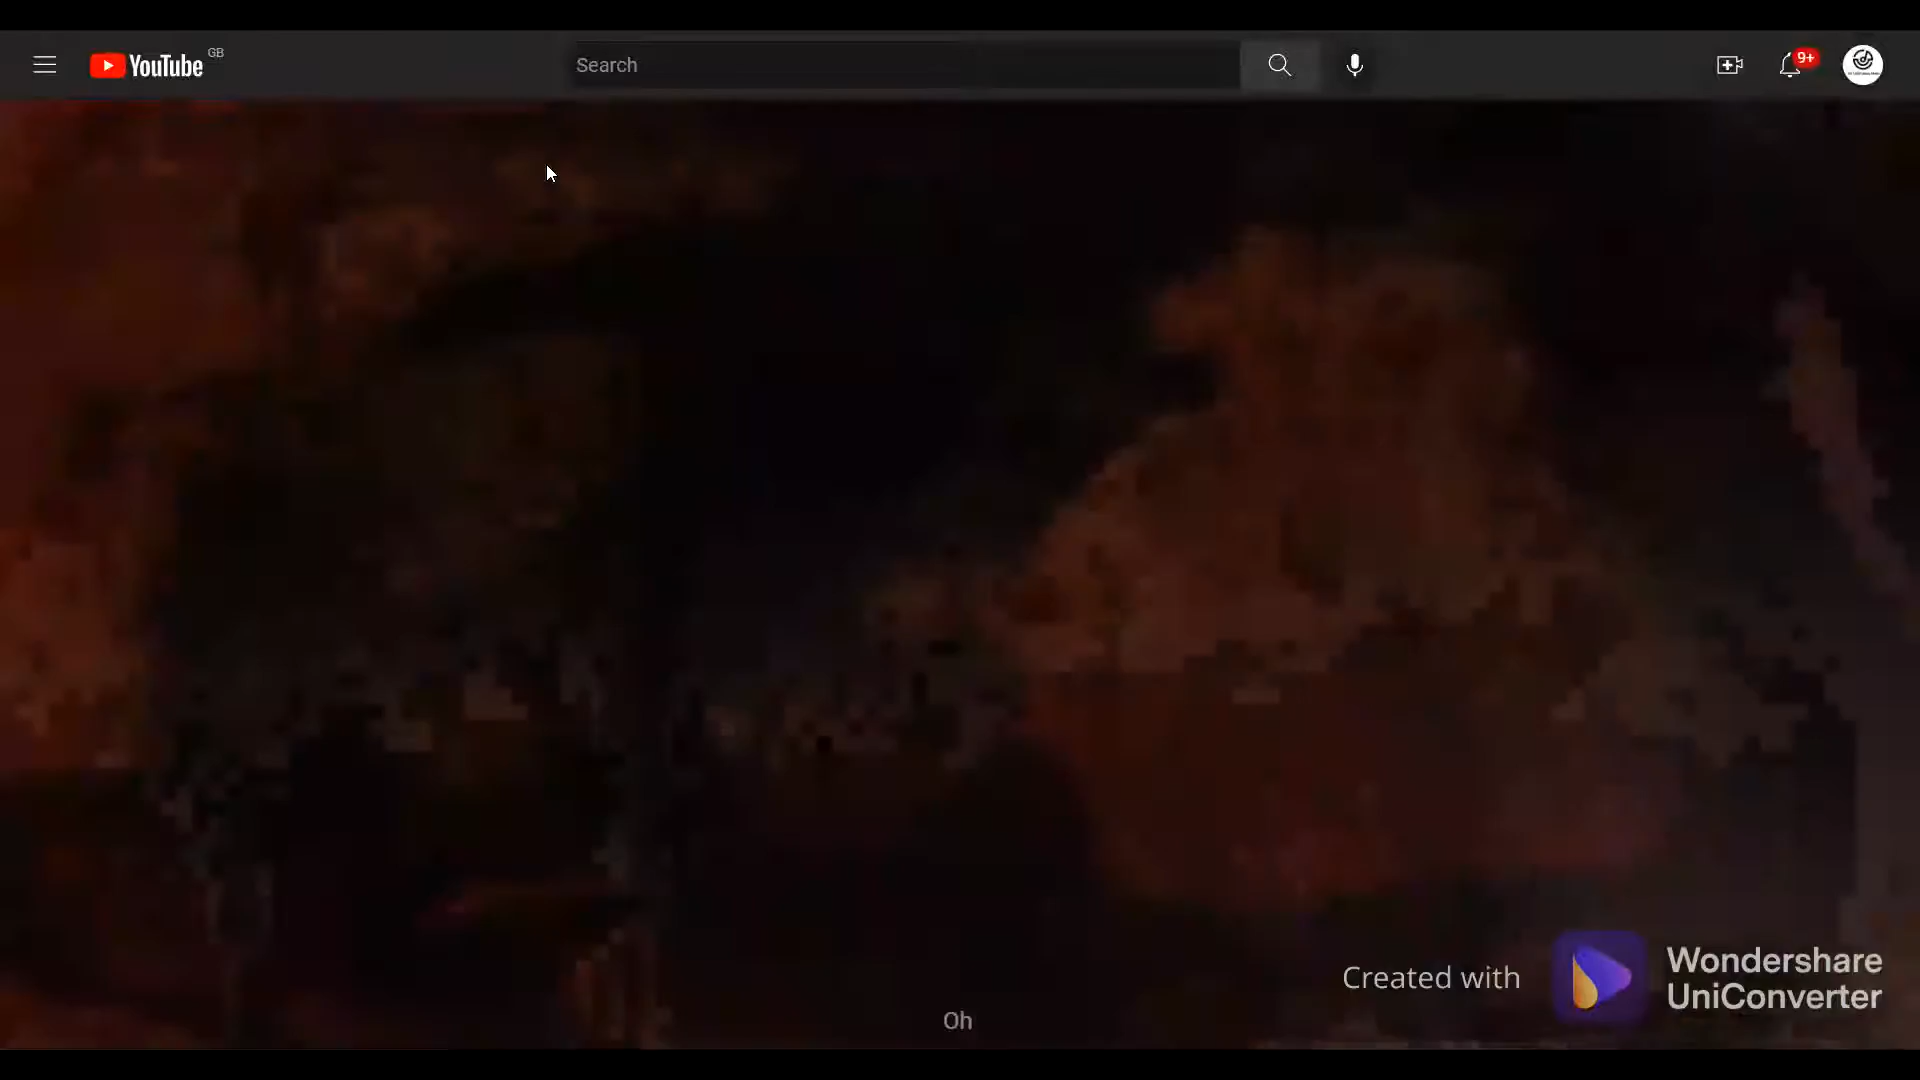 YouTube GB
Search
9+
Created with
Wondershare
UniConverter
Oh